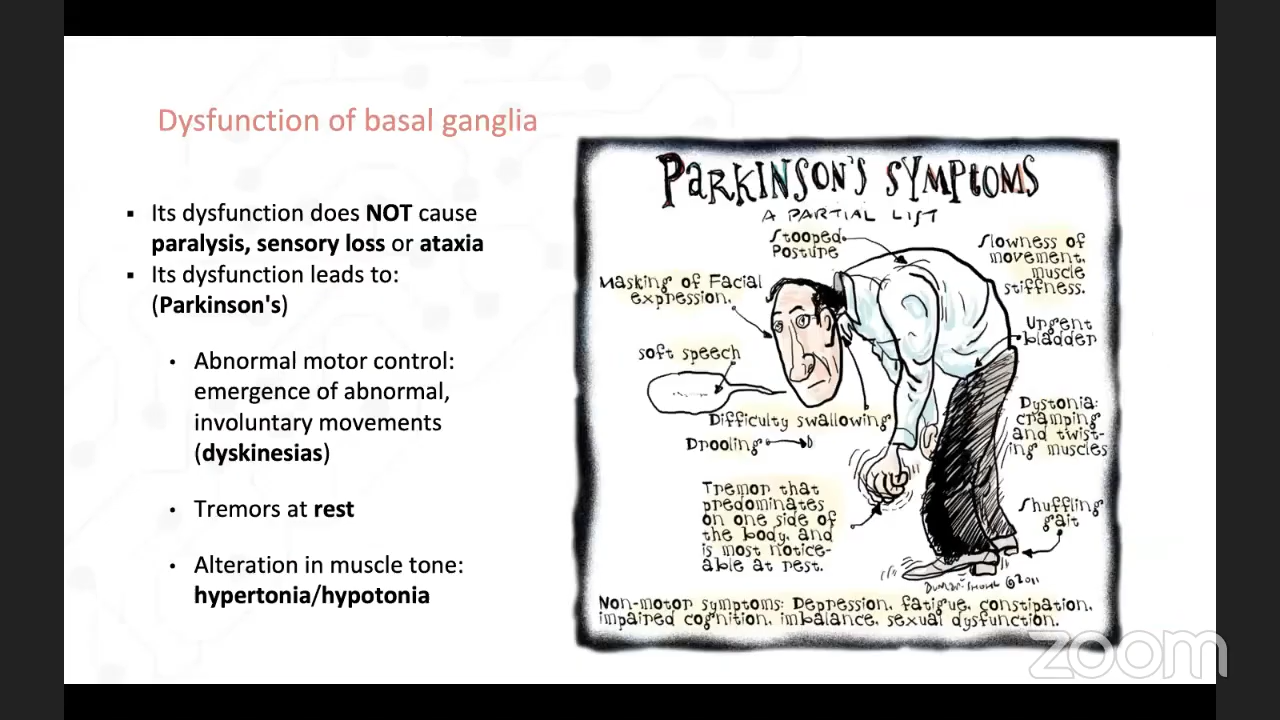 Dysfunction of basal ganglia
▪ Its dysfunction does NOT cause
paralysis, sensory loss or ataxia
▪ Its dysfunction leads to:
(Parkinson's)
• Abnormal motor control:
emergence of abnormal,
involuntary movements
(dyskinesias)
• Tremors at rest
• Alteration in muscle tone:
hypertonia/hypotonia
PARKINSON'S SYMPTOMS
A PARTIAL LIST
Stooped
Posture
Slowness of
movement,
muscle
stiffness.
Masking of Facial
expression.
Urgent
bladder
soft speech
Difficulty swallowing
Drooling
Dystonia:
cramping
and twist-
ing muscles
Tremor that
predominates
on one side of
the body, and
is most notice-
able at rest.
Shuffling
gait
©2011
Non-motor symptoms: Depression, fatigue, constipation,
impaired cognition, imbalance, sexual dysfunction.
zoom